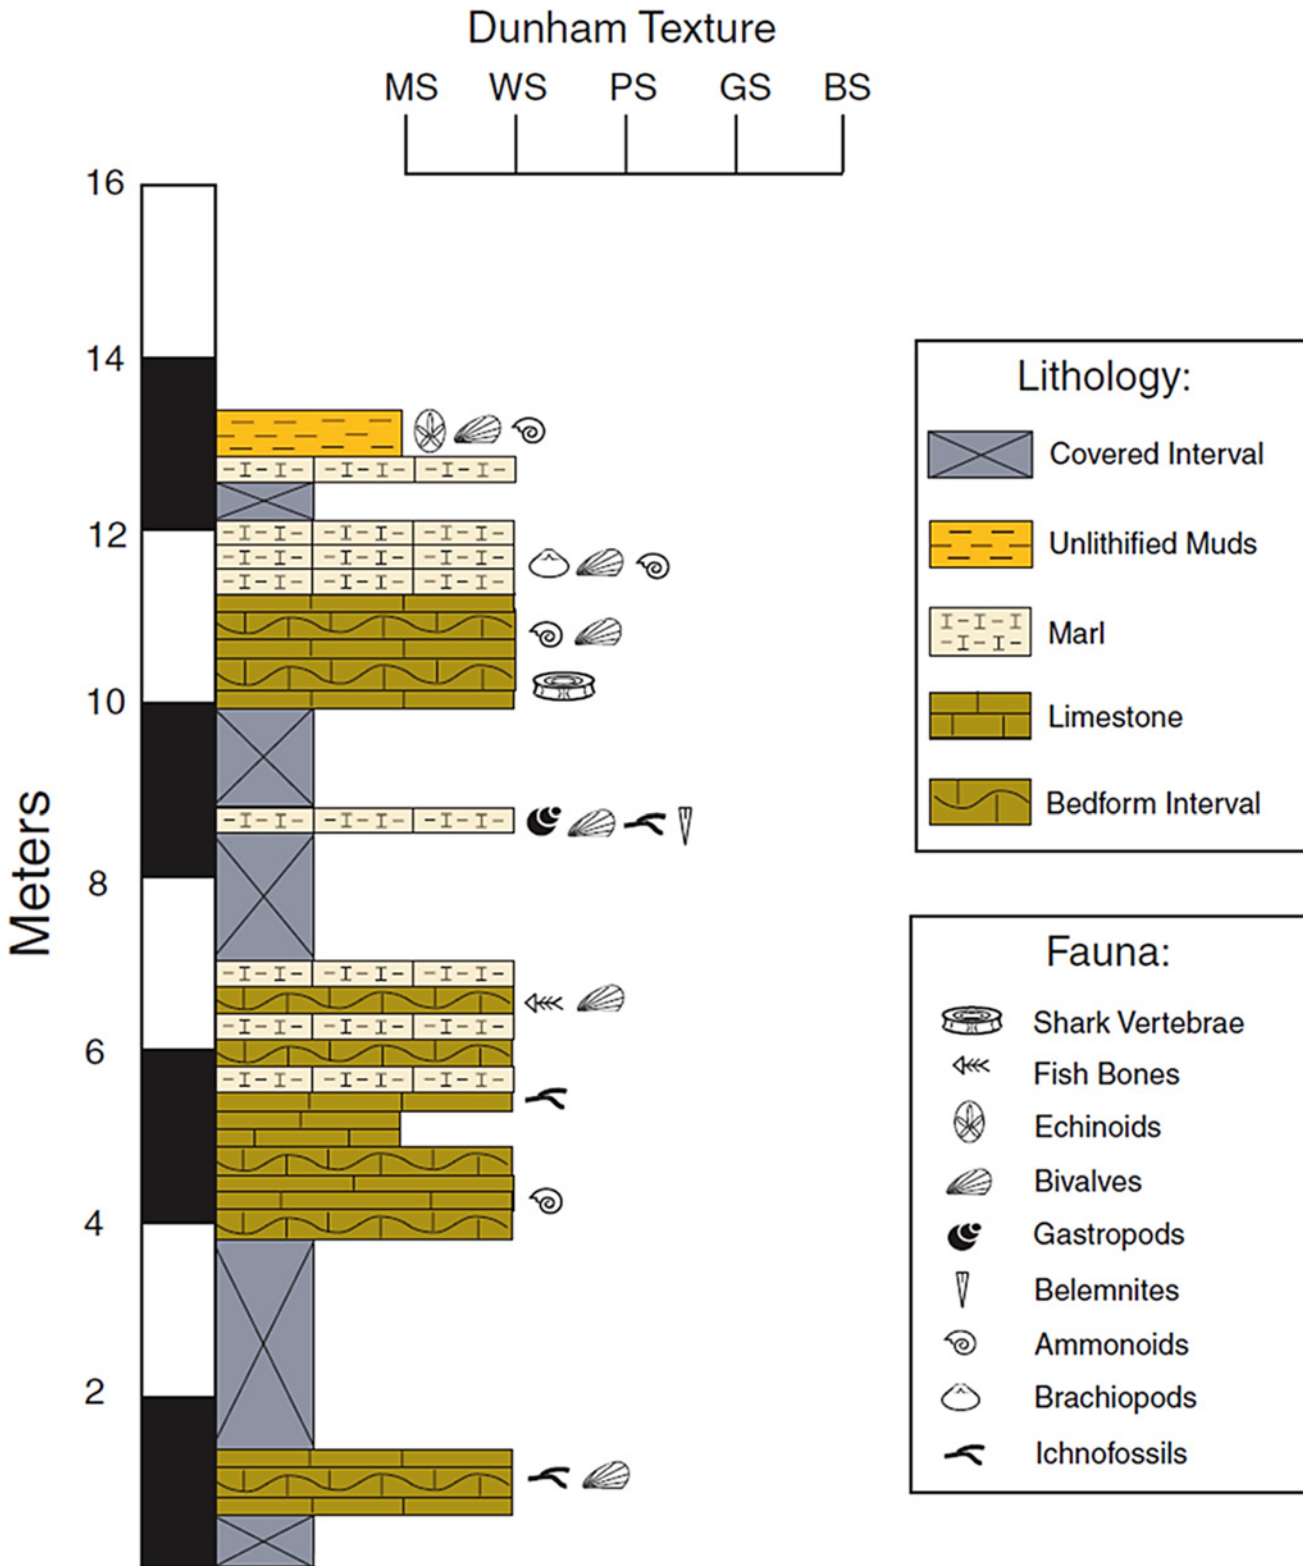 Dunham Texture
MS WS PS GS BS
16
14
12
10
8
6
4
2
Meters
Lithology:
Covered Interval
Unlithified Muds
Marl
Limestone
Bedform Interval
Fauna:
Shark Vertebrae
Fish Bones
Echinoids
Bivalves
Gastropods
Belemnites
Ammonoids
Brachiopods
Ichnofossils